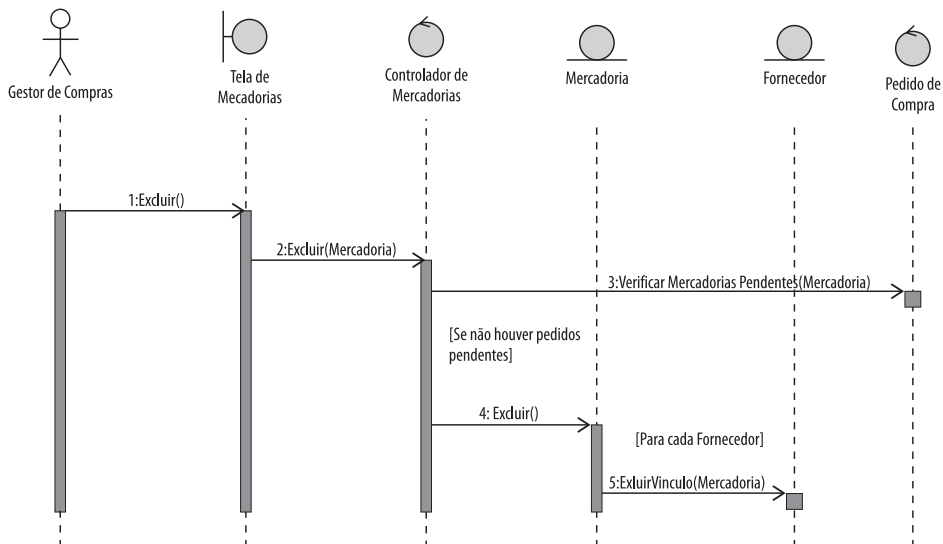 Gestor de Compras
Tela de
Mecadorias
Controlador de
Mercadorias
Mercadoria
Fornecedor
Pedido de
Compra
1:Excluir()
2:Excluir(Mercadoria)
3:Verificar Mercadorias Pendentes(Mercadoria)
[Se não houver pedidos
pendentes]
4: Excluir()
[Para cada Fornecedor]
5:ExluirVinculo(Mercadoria)